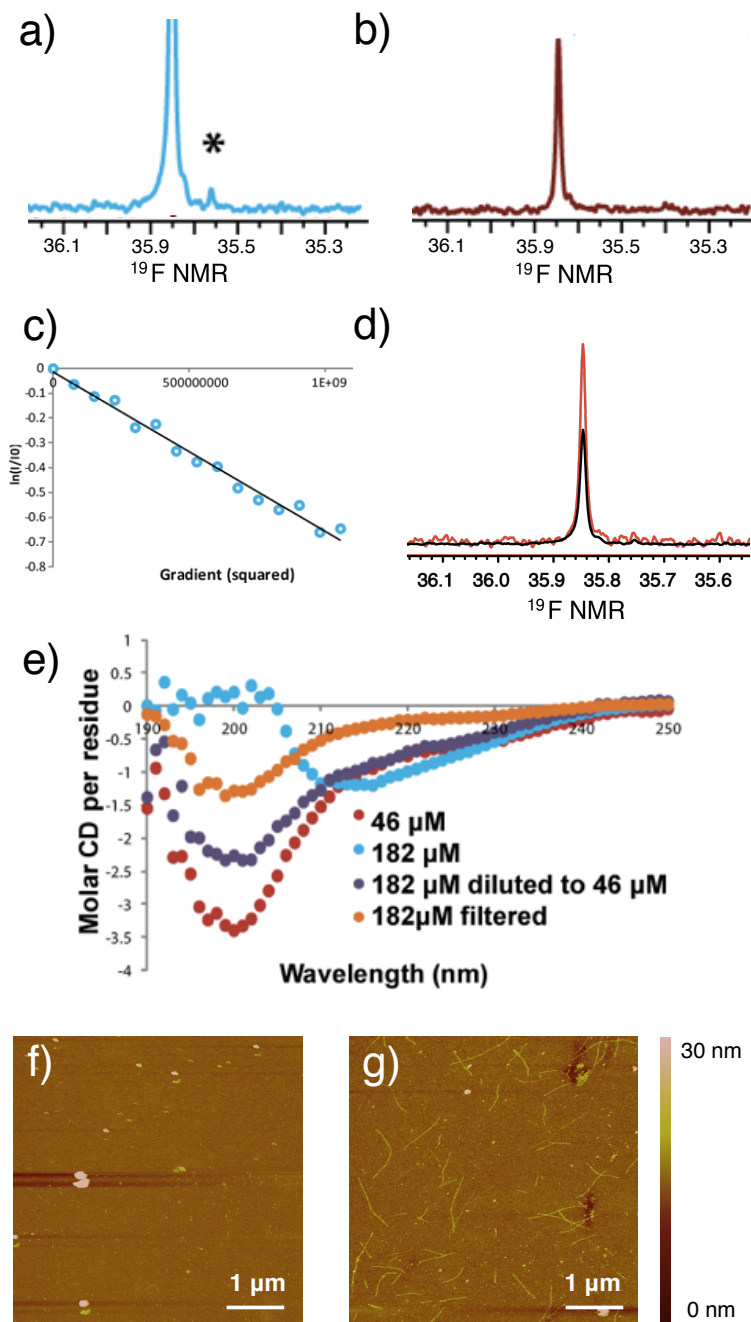 a)
*
36.1 35.9 35.5 35.3
¹⁹F NMR
b)
36.1 35.9 35.5 35.3
¹⁹F NMR
c)
0 500000000 1E+09
0
-0.1
-0.2
-0.3
-0.4
-0.5
-0.6
-0.7
-0.8
ln(I/I0)
Gradient (squared)
d)
36.1 36.0 35.9 35.8 35.7 35.6
¹⁹F NMR
e)
1
0.5
0
-0.5
-1
-1.5
-2
-2.5
-3
-3.5
-4
190 200 210 220 230 240 250
Molar CD per residue
46 µM
182 µM
182 µM diluted to 46 µM
182µM filtered
Wavelength (nm)
f)
1 µm
g)
1 µm
30 nm
0 nm